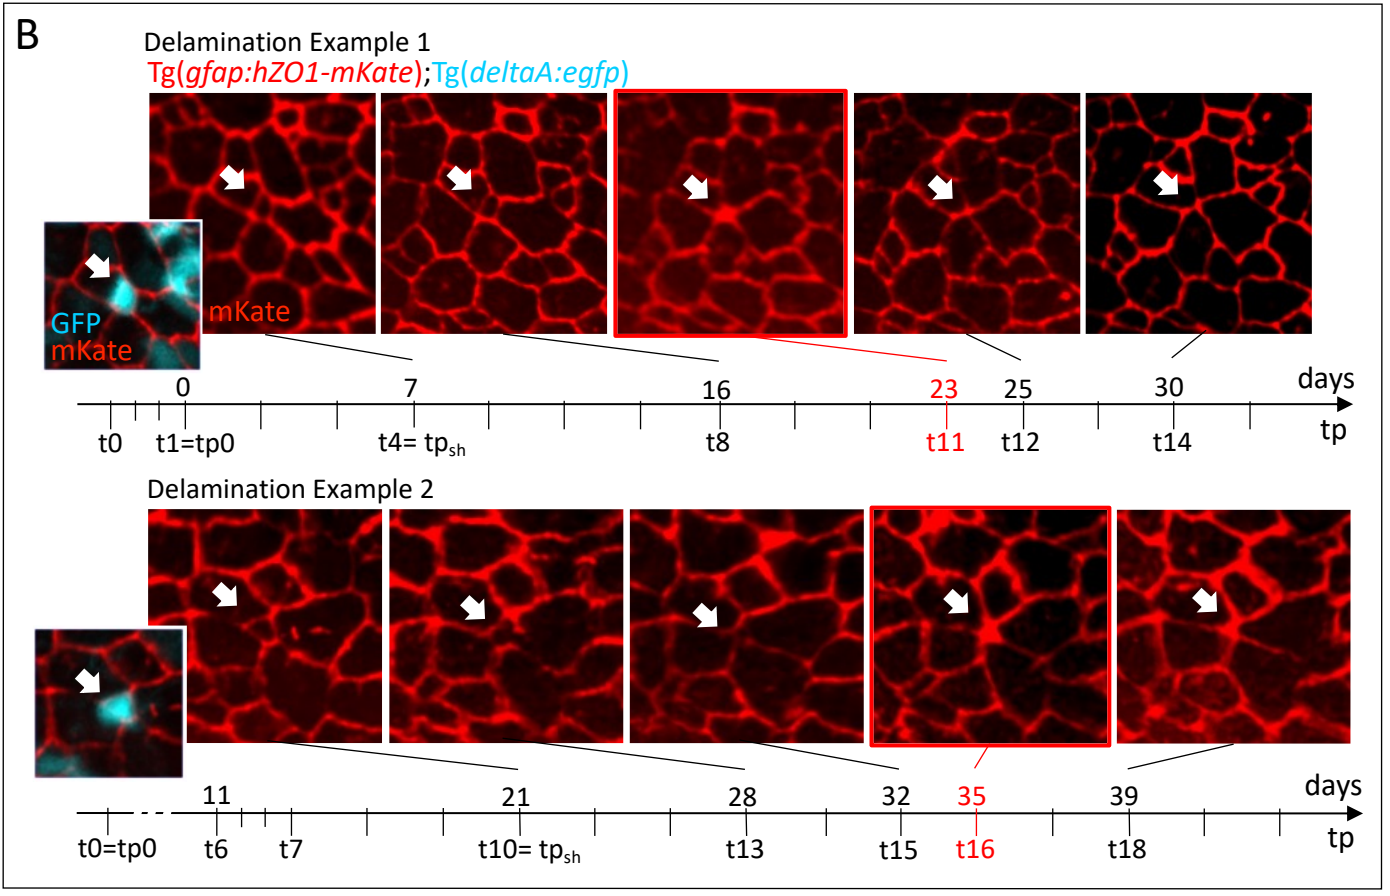 B
Delamination Example 1
Tg(gfap:hZO1-mKate);Tg(deltaA:egfp)
GFP
mKate
mKate
0 7 16 23 25 30 days
t0 t1=tp0 t4= tpsh t8 t11 t12 t14 tp
Delamination Example 2
11 21 28 32 35 39 days
t0=tp0 t6 t7 t10= tpsh t13 t15 t16 t18 tp